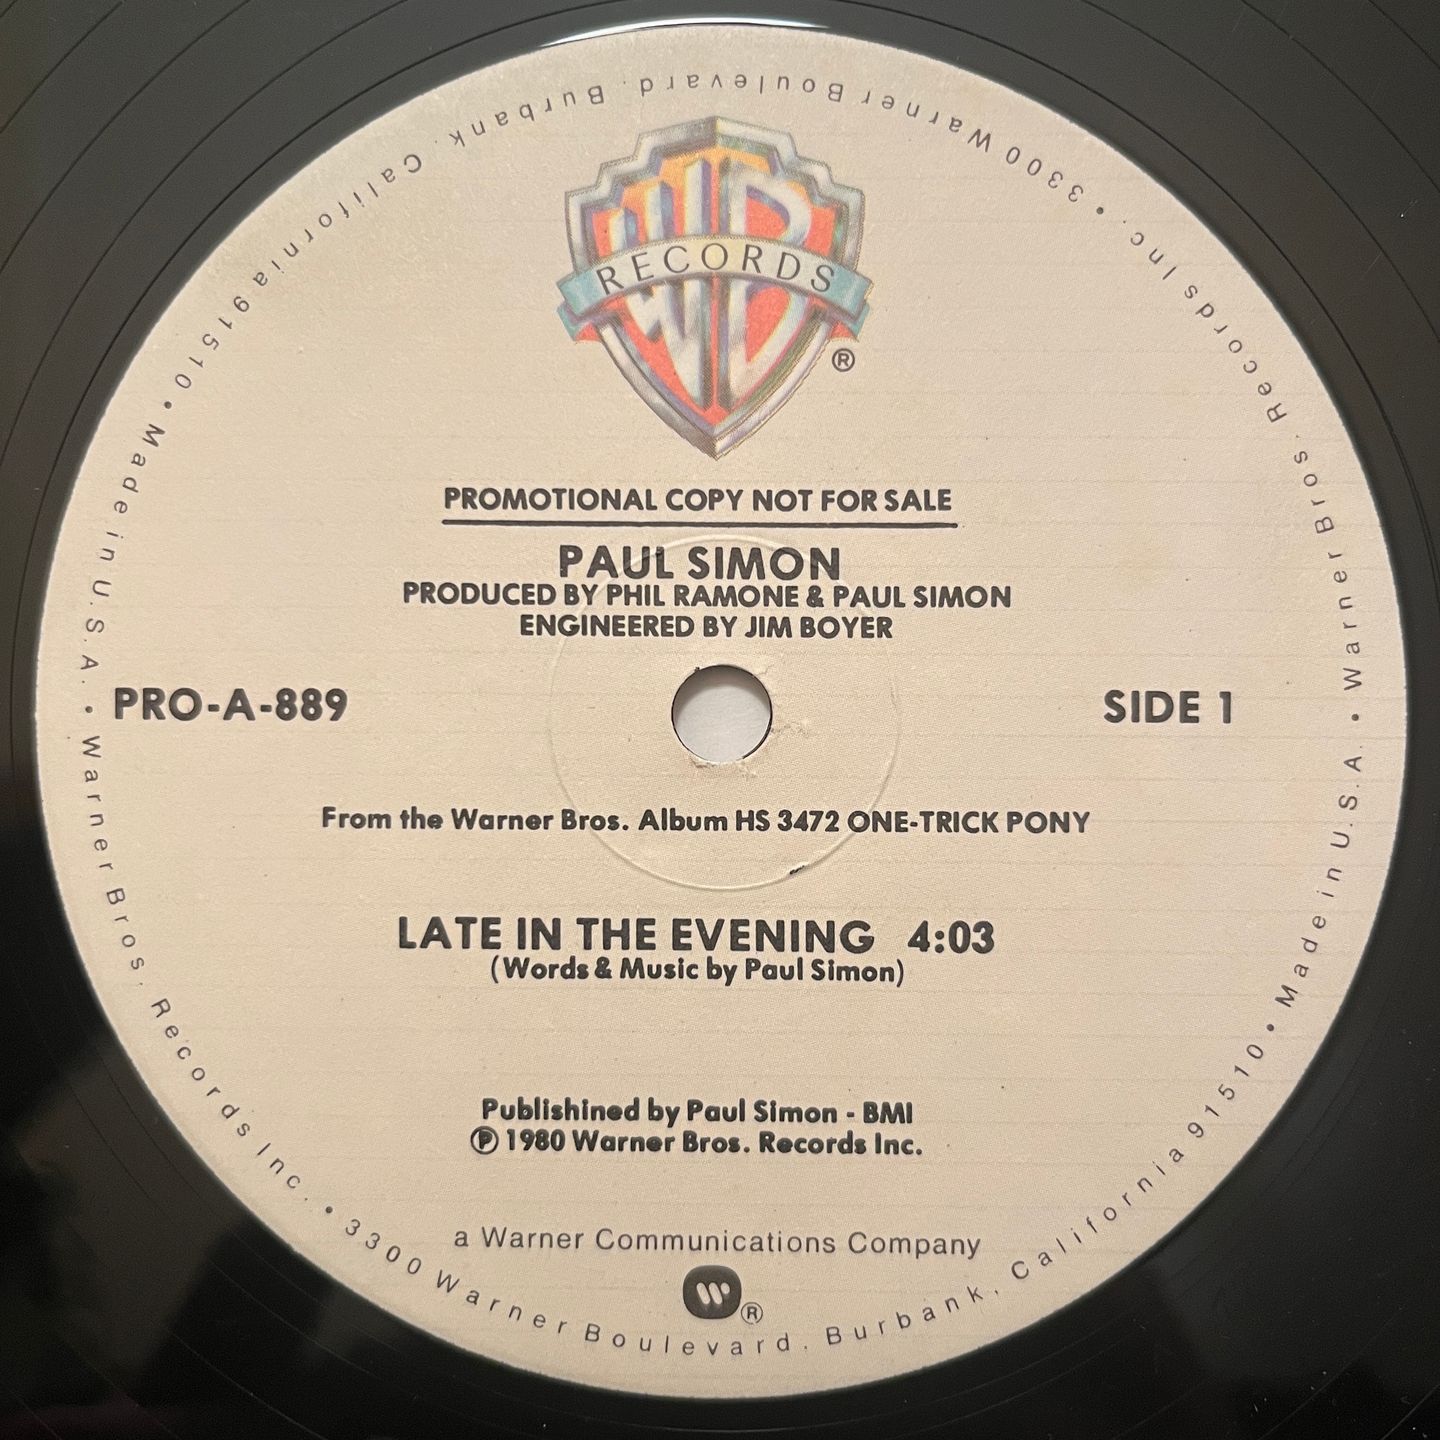 WB
RECORDS
®
PROMOTIONAL COPY NOT FOR SALE
PAUL SIMON
PRODUCED BY PHIL RAMONE & PAUL SIMON
ENGINEERED BY JIM BOYER
PRO-A-889
SIDE 1
From the Warner Bros. Album HS 3472 ONE-TRICK PONY
LATE IN THE EVENING 4:03
(Words & Music by Paul Simon)
Publishined by Paul Simon - BMI
℗ 1980 Warner Bros. Records Inc.
a Warner Communications Company
W ®
Warner Bros. Records Inc. • 3300 Warner Boulevard. Burbank, California 91510 • Made in U.S.A. •
Warner Bros. Records Inc. • 3300 Warner Boulevard. Burbank. California 91510 • Made in U.S.A. •